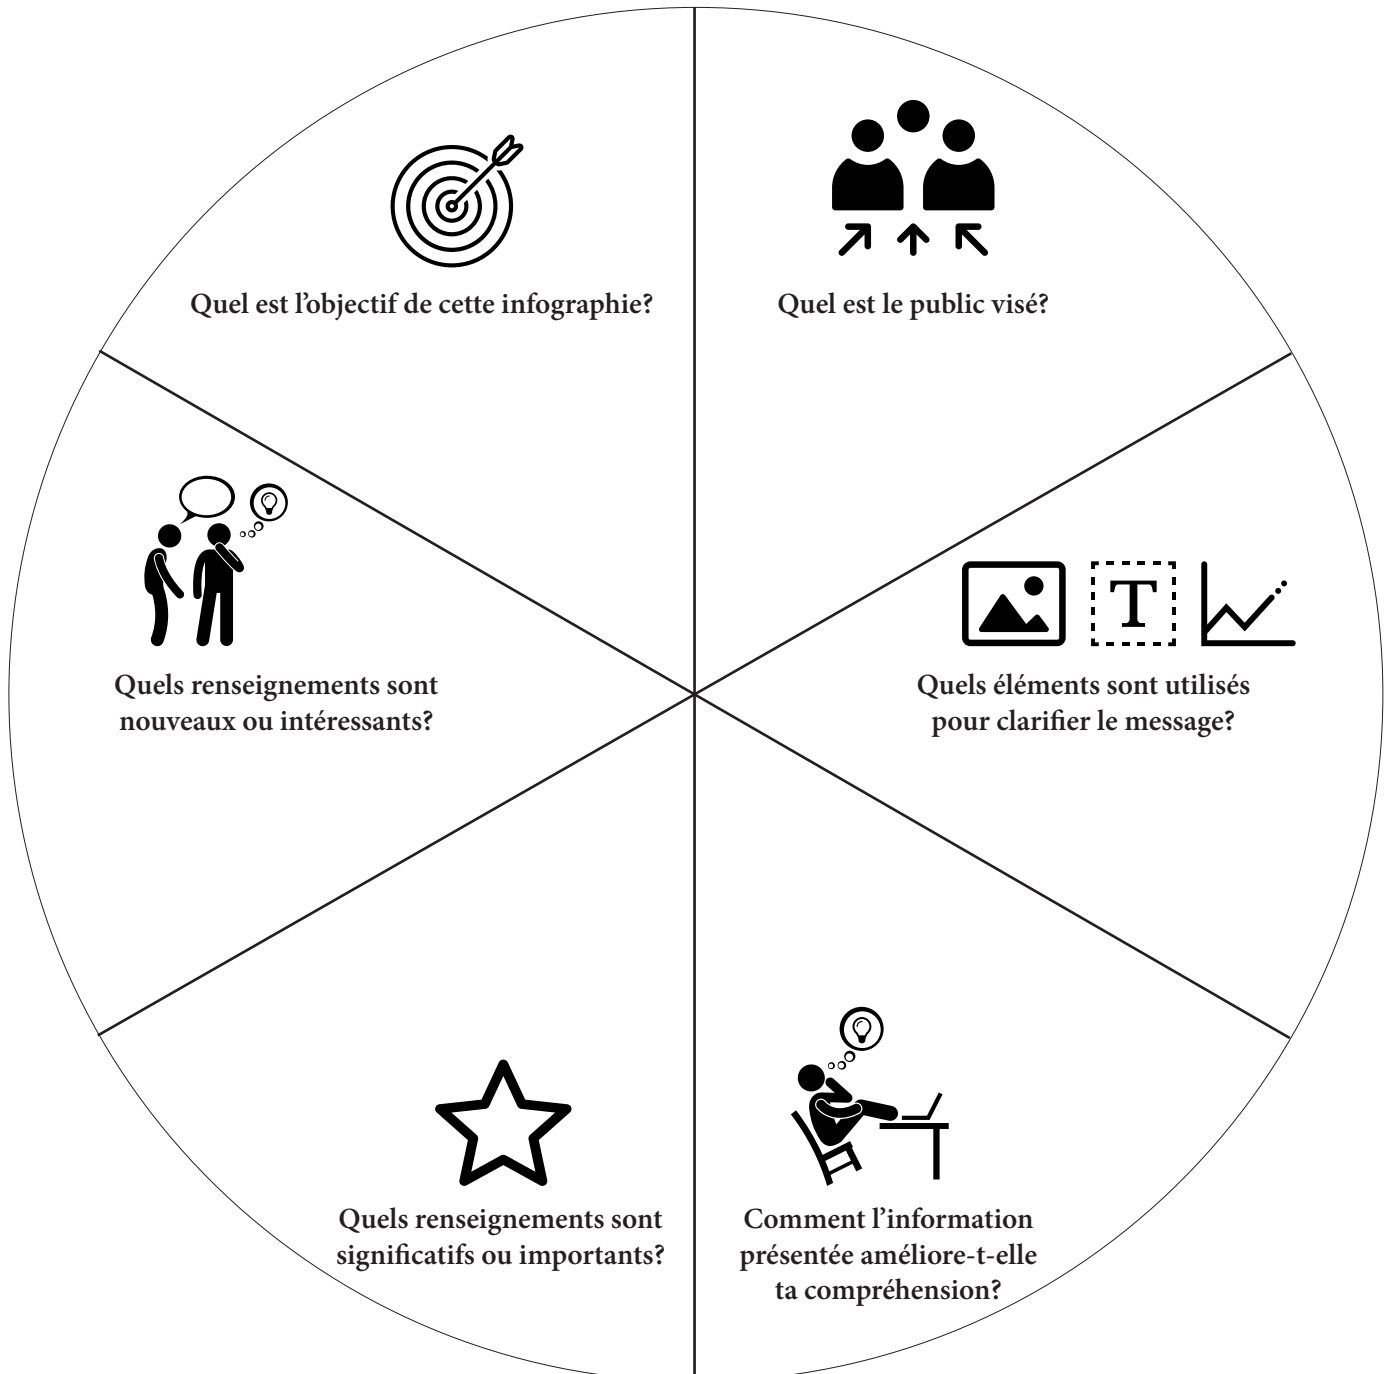 Quel est l’objectif de cette infographie?
Quel est le public visé?
Quels renseignements sont
nouveaux ou intéressants?
T
Quels éléments sont utilisés
pour clarifier le message?
Quels renseignements sont
significatifs ou importants?
Comment l’information
présentée améliore-t-elle
ta compréhension?